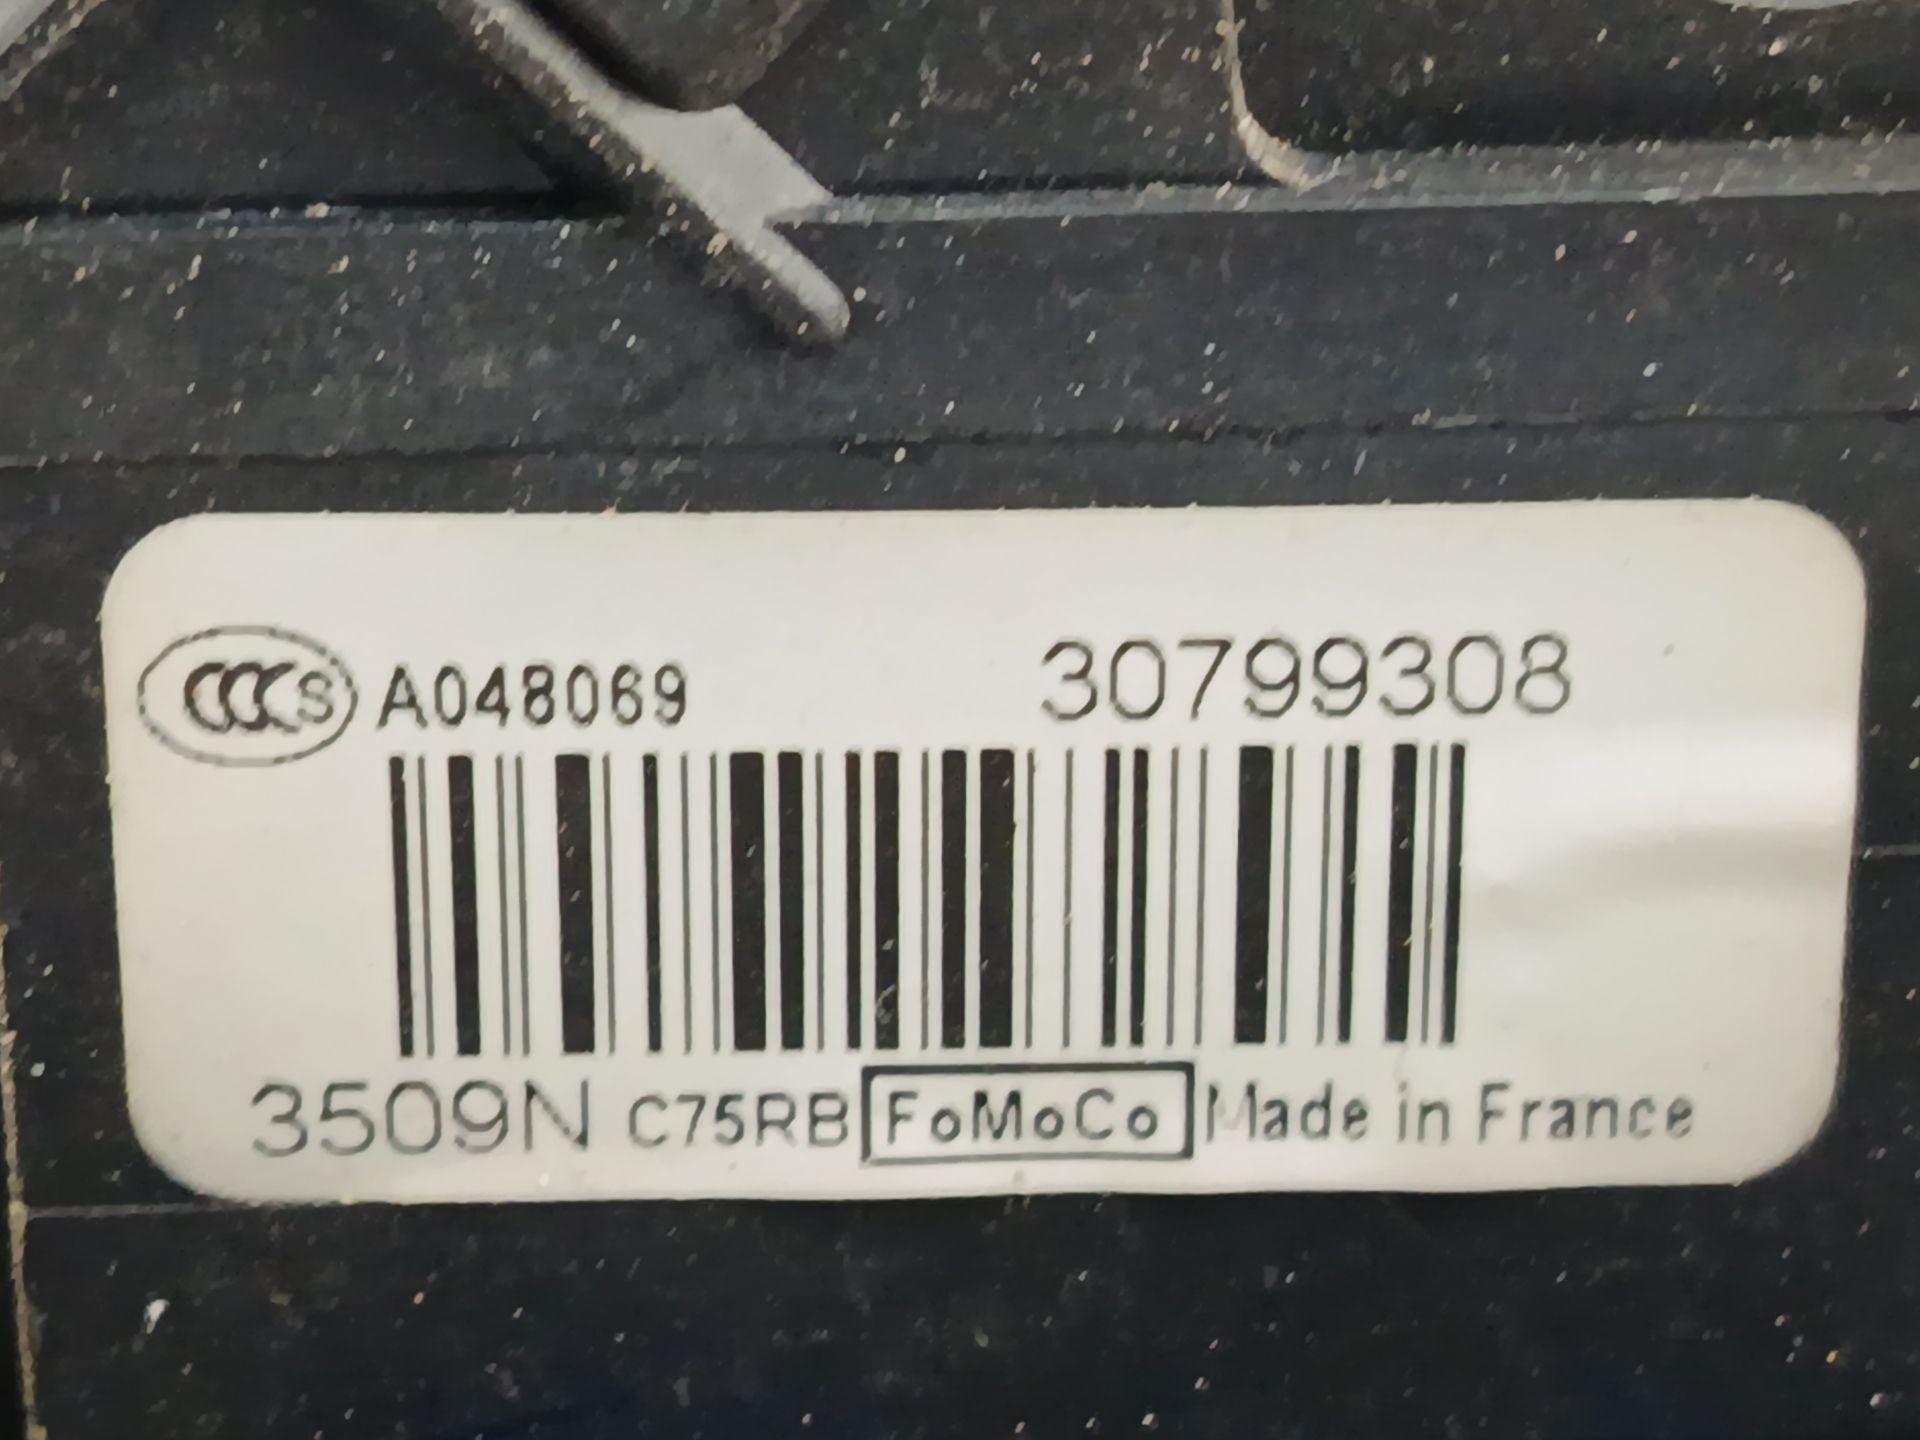 CCCS A048069 30799308
3509N C75RB FoMoCo Made in France